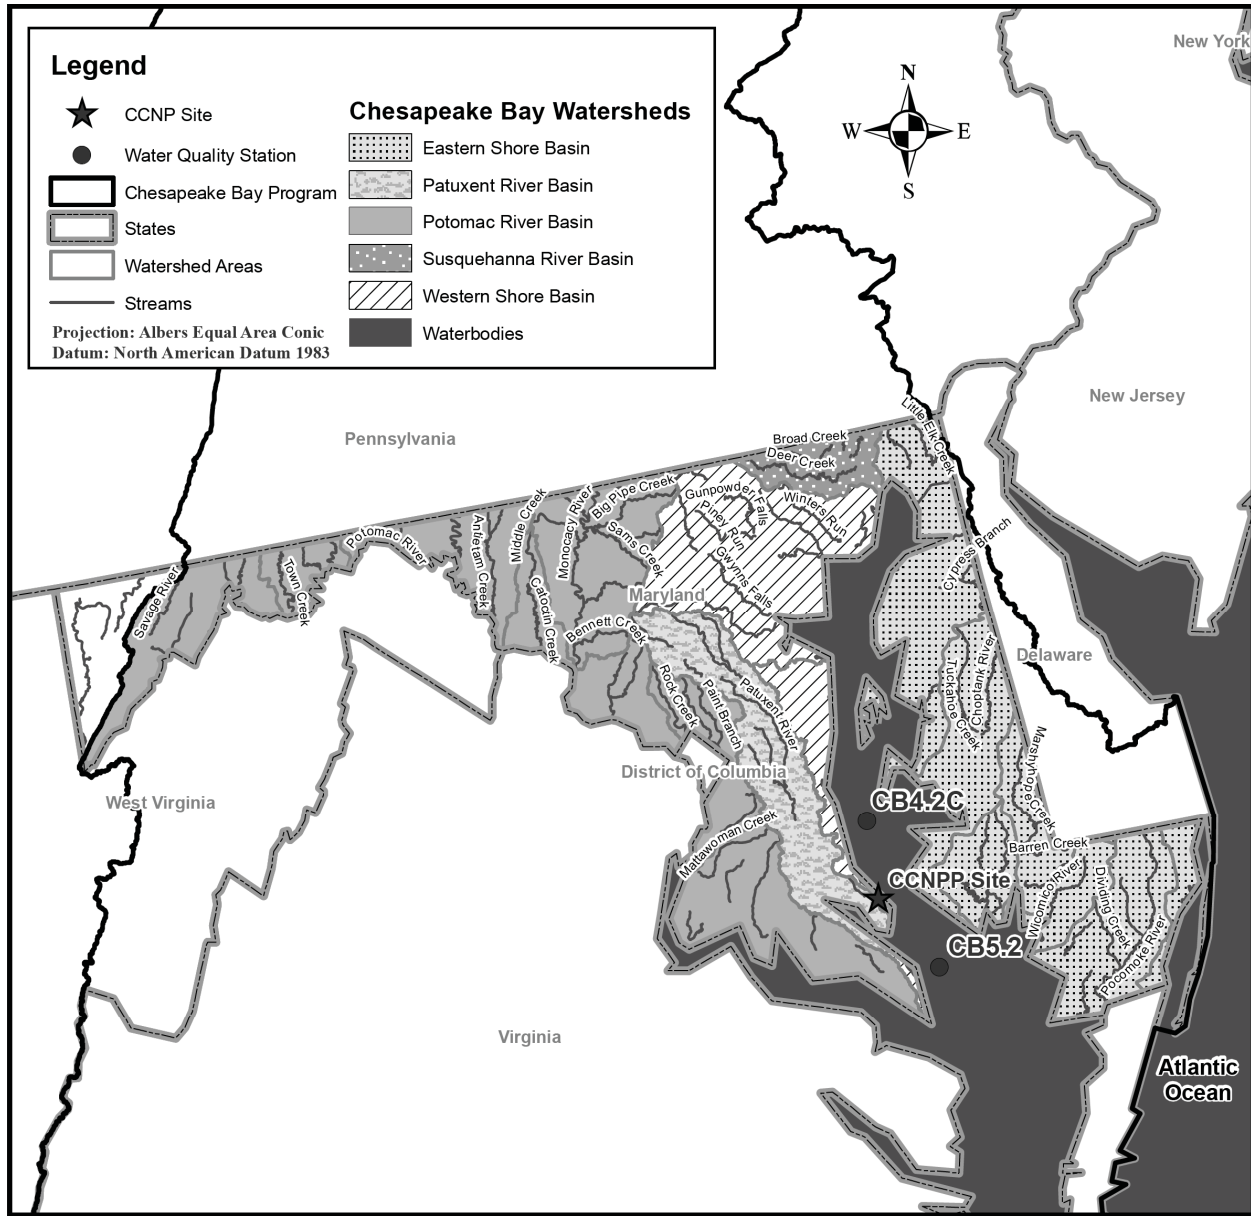 Legend
CCNP Site
Water Quality Station
Chesapeake Bay Program
States
Watershed Areas
Streams
Projection: Albers Equal Area Conic
Datum: North American Datum 1983
Chesapeake Bay Watersheds
Eastern Shore Basin
Patuxent River Basin
Potomac River Basin
Susquehanna River Basin
Western Shore Basin
Waterbodies
N
W
E
S
New York
New Jersey
Pennsylvania
Little Elk Creek
Broad Creek
Deer Creek
Big Pipe Creek
Gunpowder Falls
Winters Run
Piney Run
Gwynns Falls
Cypress Branch
Sams Creek
Monocacy River
Middle Creek
Antietam Creek
Potomac River
Town Creek
Savage River
Catoctin Creek
Bennett Creek
Maryland
Delaware
Rock Creek
Paint Branch
Patuxent River
Tuckahoe Creek
Choptank River
Marshyhope Creek
District of Columbia
West Virginia
CB4.2C
Mattawoman Creek
Barren Creek
CCNPP Site
Wicomico River
Dividing Creek
Pocomoke River
CB5.2
Virginia
Atlantic
Ocean